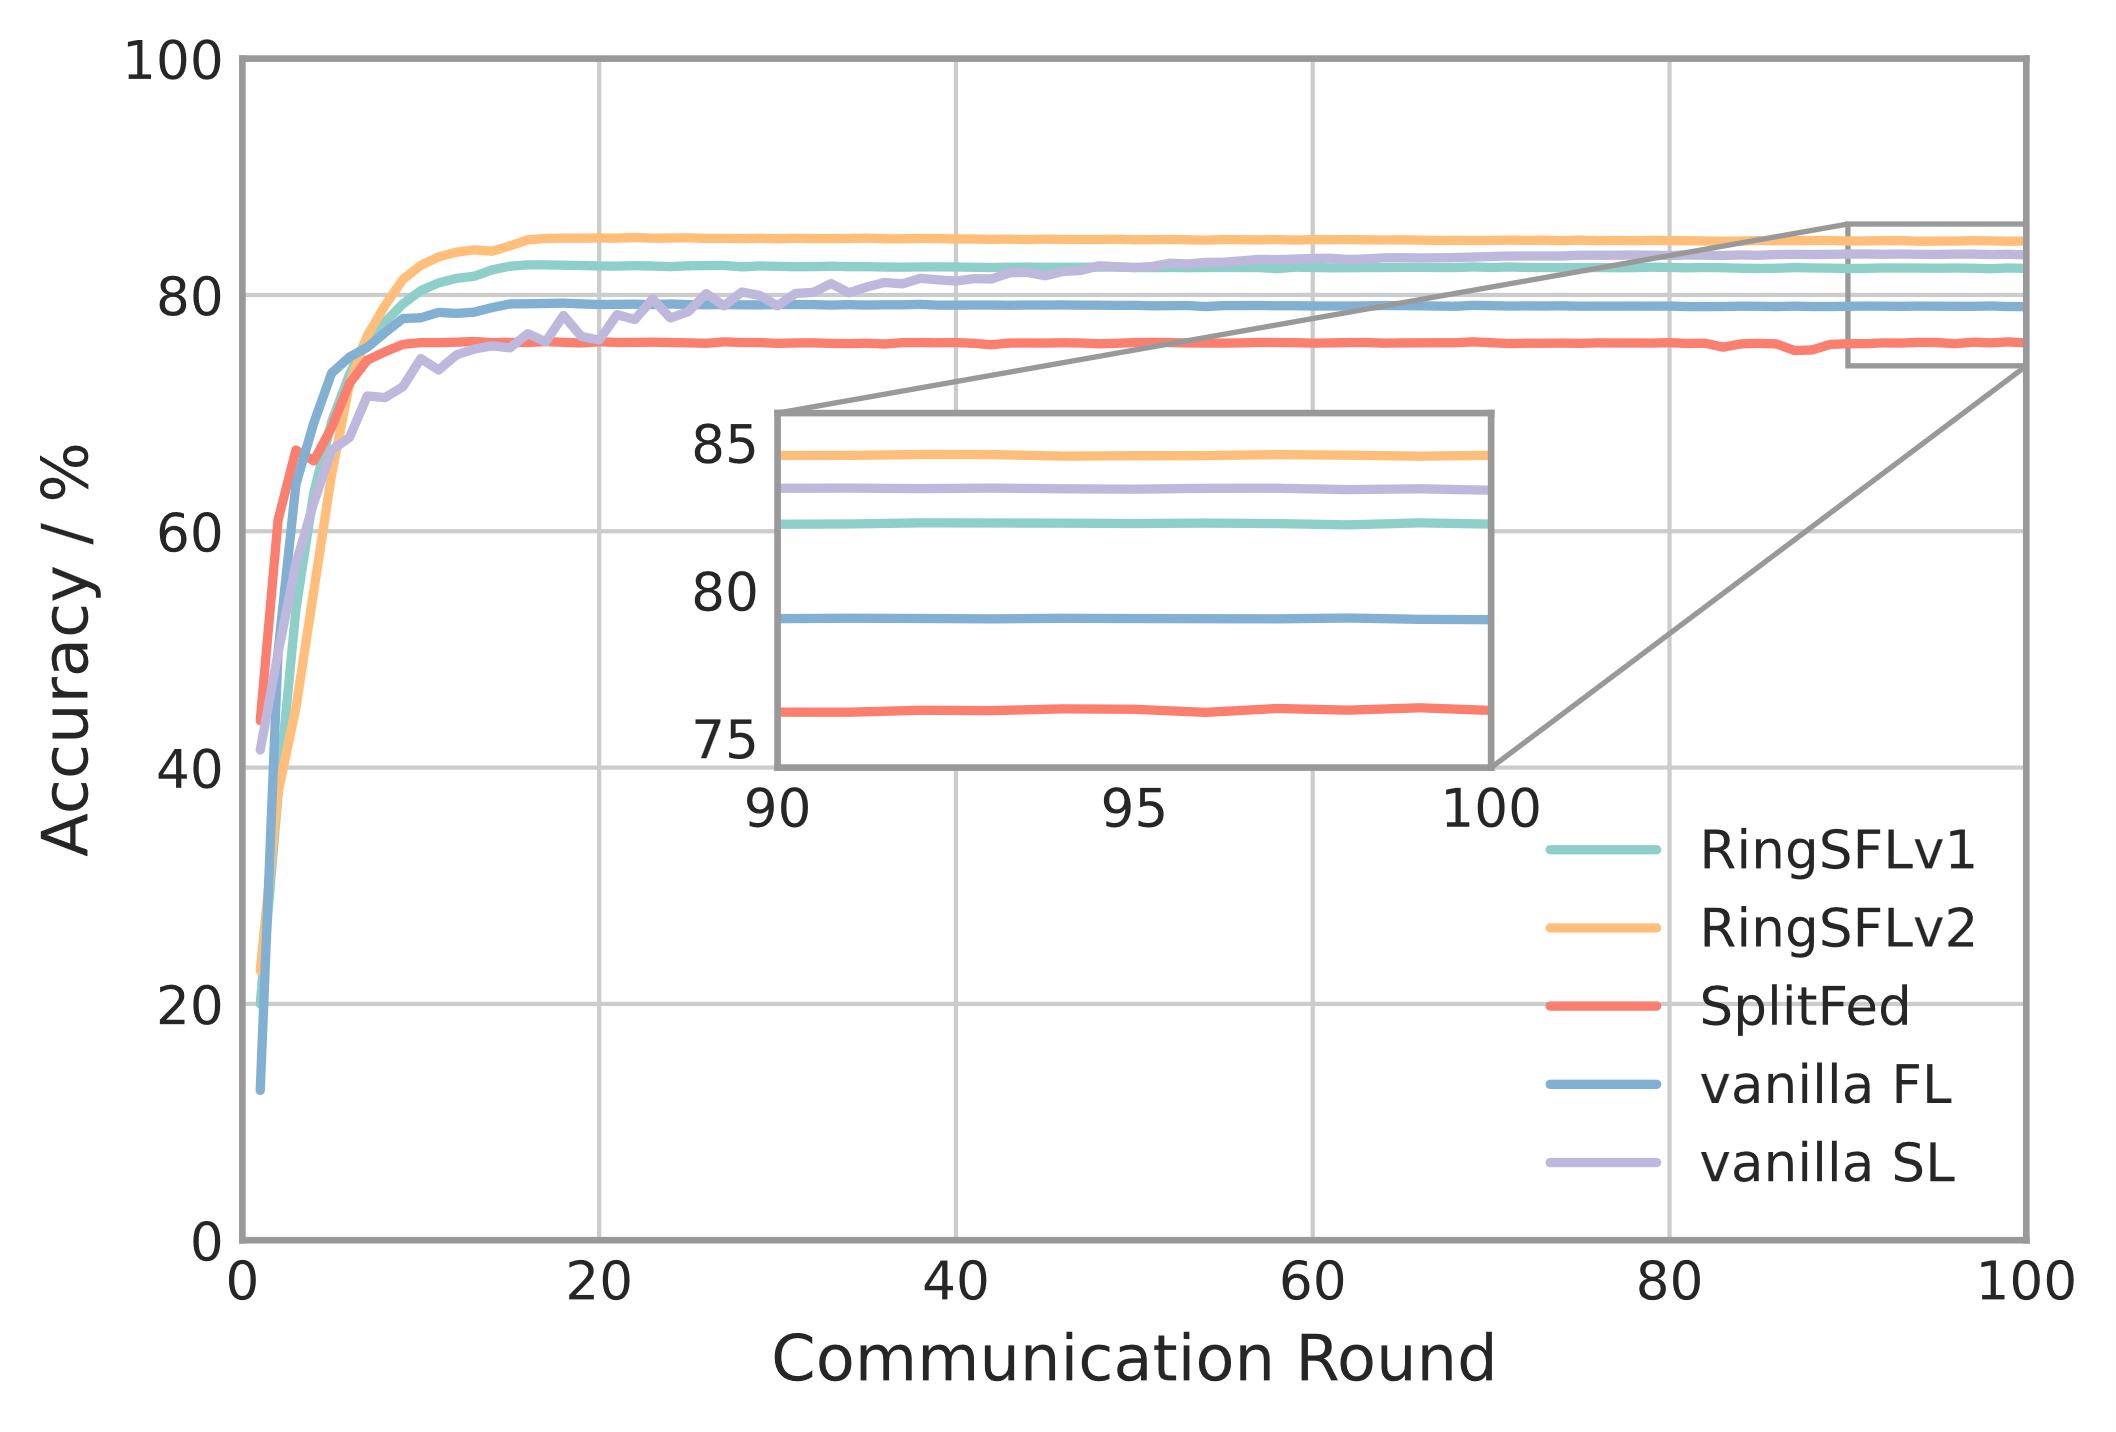 100
80
60
40
20
0
Accuracy / %
85
80
75
90 95 100
RingSFLv1
RingSFLv2
SplitFed
vanilla FL
vanilla SL
0 20 40 60 80 100
Communication Round